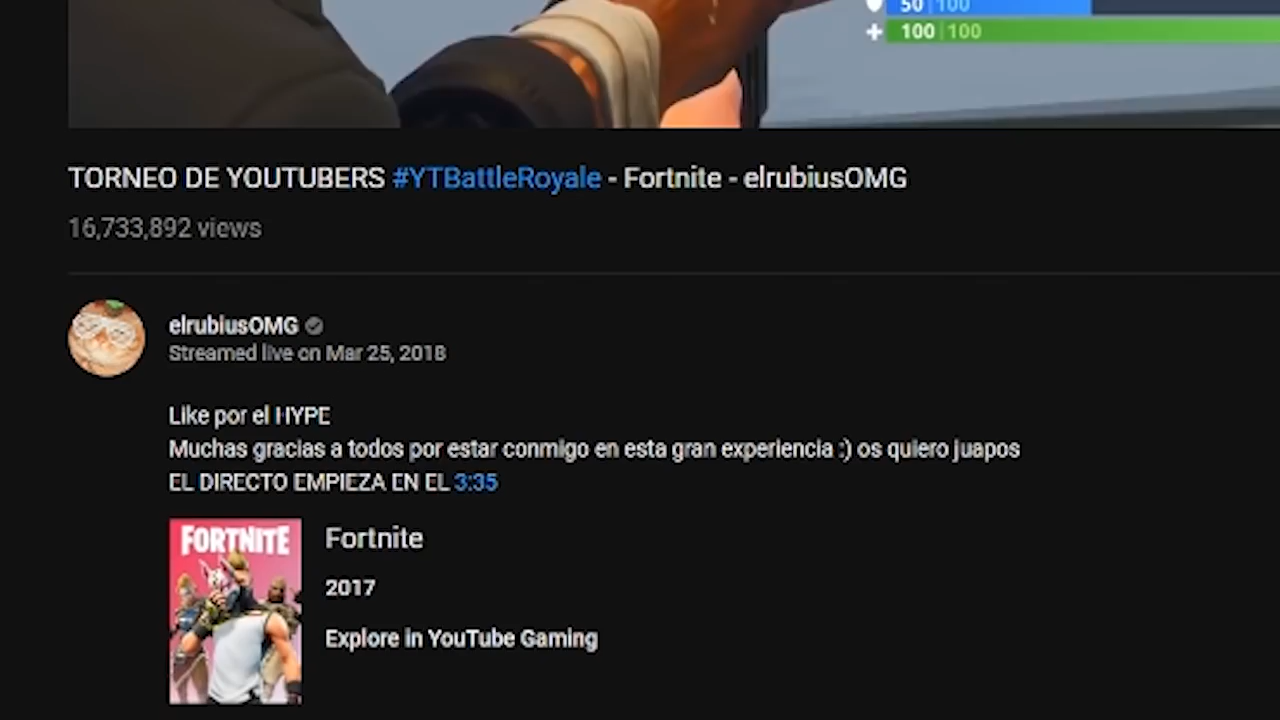 50 | 100
100 | 100
TORNEO DE YOUTUBERS #YTBattleRoyale - Fortnite - elrubiusOMG
16,733,892 views
elrubiusOMG
Streamed live on Mar 25, 2018
Like por el HYPE
Muchas gracias a todos por estar conmigo en esta gran experiencia :) os quiero juapos
EL DIRECTO EMPIEZA EN EL 3:35
FORTNITE
Fortnite
2017
Explore in YouTube Gaming